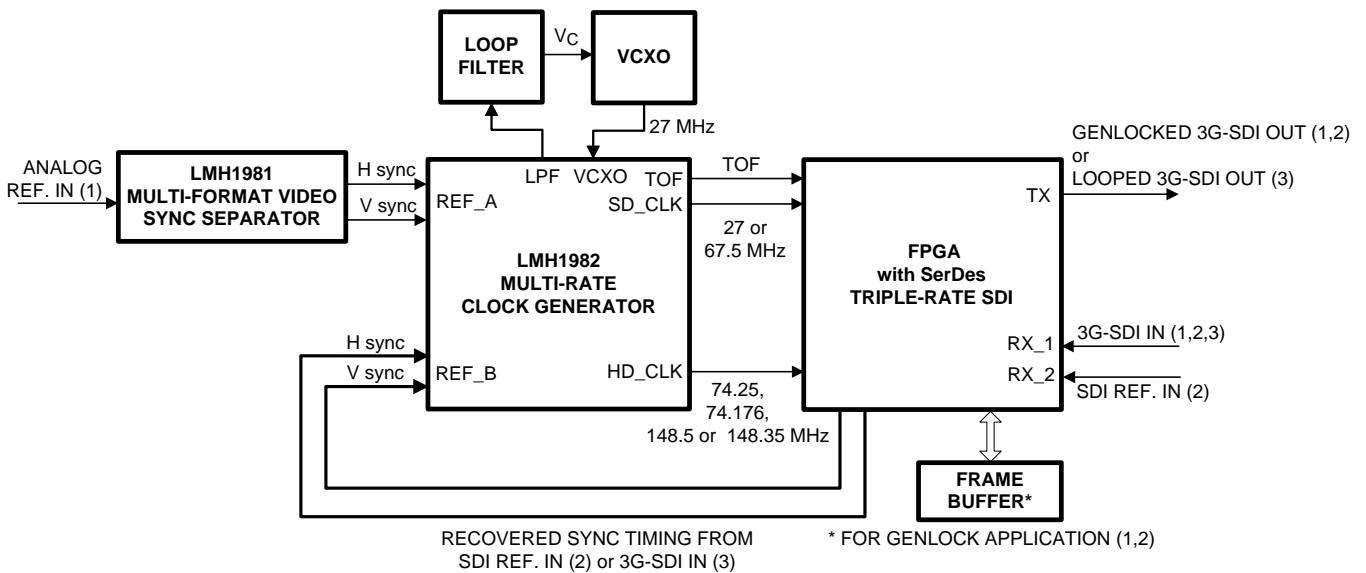 LOOP
FILTER
VC
VCXO
27 MHz
ANALOG
REF. IN (1)
LMH1981
MULTI-FORMAT VIDEO
SYNC SEPARATOR
H sync
V sync
LPF
VCXO
REF_A
TOF
SD_CLK
LMH1982
MULTI-RATE
CLOCK GENERATOR
H sync
V sync
REF_B
HD_CLK
TOF
27 or
67.5 MHz
74.25,
74.176,
148.5 or 148.35 MHz
FPGA
with SerDes
TRIPLE-RATE SDI
TX
RX_1
RX_2
GENLOCKED 3G-SDI OUT (1,2)
or
LOOPED 3G-SDI OUT (3)
3G-SDI IN (1,2,3)
SDI REF. IN (2)
FRAME
BUFFER*
RECOVERED SYNC TIMING FROM
SDI REF. IN (2) or 3G-SDI IN (3)
* FOR GENLOCK APPLICATION (1,2)